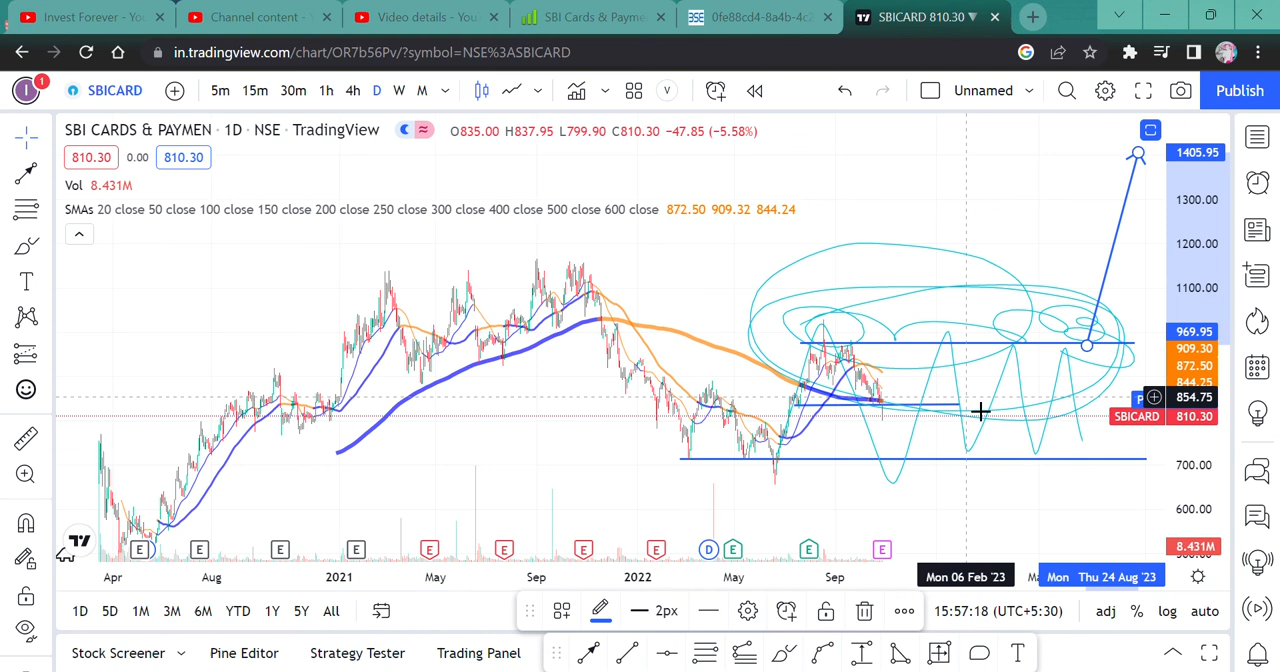 Invest Forever - YouT
Channel content - Yo
Video details - YouTu
SBI Cards & Payme
0fe88cd4-8a4b-4c2
SBICARD 810.30 ▼
in.tradingview.com/chart/OR7b56Pv/?symbol=NSE%3ASBICARD
I 1 SBICARD 5m 15m 30m 1h 4h D W M V Unnamed Publish
SBI CARDS & PAYMEN · 1D · NSE · TradingView O835.00 H837.95 L799.90 C810.30 −47.85 (−5.58%)
810.30 0.00 810.30
Vol 8.431M
SMAs 20 close 50 close 100 close 150 close 200 close 250 close 300 close 400 close 500 close 600 close 872.50 909.32 844.24
1405.95
1300.00
1200.00
1100.00
969.95
909.30
872.50
844.25
P 854.75
SBICARD 810.30
700.00
600.00
8.431M
E E E E E E E E D E E E
Apr Aug 2021 May Sep 2022 May Sep Mon 06 Feb '23 Mon Thu 24 Aug '23
1D 5D 1M 3M 6M YTD 1Y 5Y All 2px 15:57:18 (UTC+5:30) adj % log auto
Stock Screener Pine Editor Strategy Tester Trading Panel T